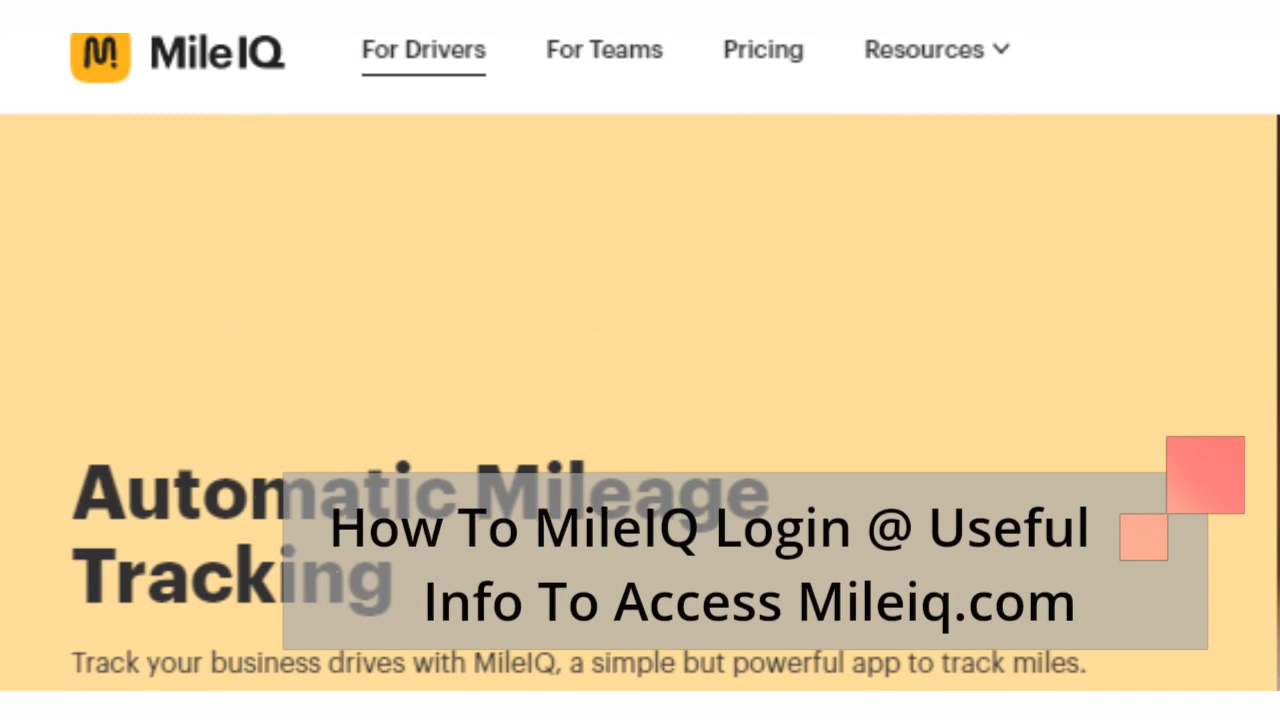 MileIQ For Drivers For Teams Pricing Resources
Automatic Mileage
Tracking
How To MileIQ Login @ Useful
Info To Access Mileiq.com
Track your business drives with MileIQ, a simple but powerful app to track miles.